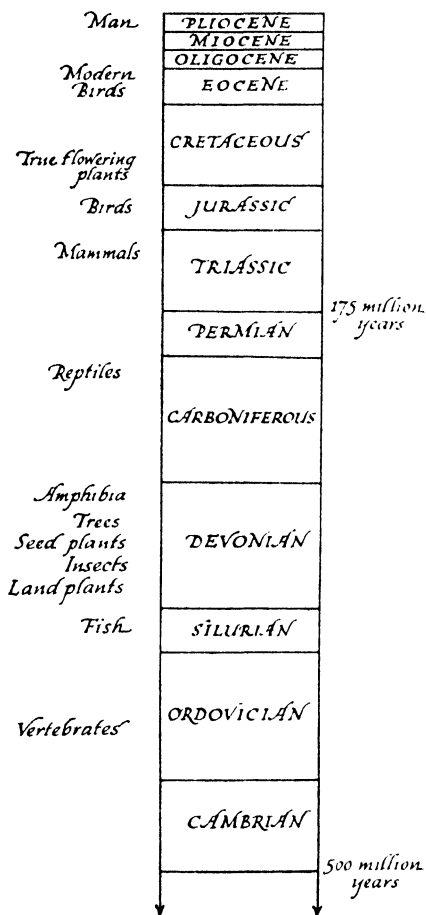 Man
PLIOCENE
MIOCENE
OLIGOCENE
Modern
Birds
EOCENE
CRETACEOUS
True flowering
plants
Birds
JURASSIC
Mammals
TRIASSIC
175 million
years
PERMIAN
Reptiles
CARBONIFEROUS
Amphibia
Trees
Seed plants
Insects
Land plants
DEVONIAN
Fish
SILURIAN
Vertebrates
ORDOVICIAN
CAMBRIAN
500 million
years